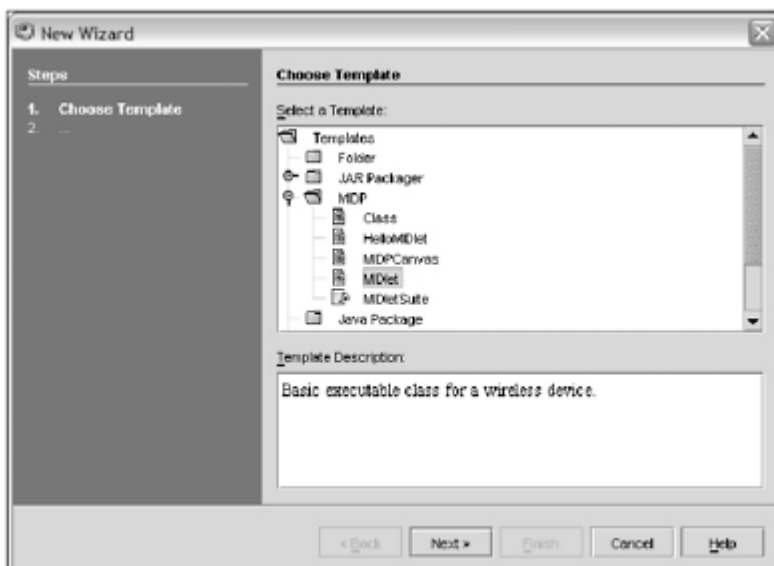 New Wizard
Steps
1. Choose Template
2. ...
Choose Template
Select a Template:
Templates
Folder
JAR Packager
MIDP
Class
HelloMIDlet
MIDPCanvas
MIDlet
MIDletSuite
Java Package
Template Description:
Basic executable class for a wireless device.
< Back
Next >
Finish
Cancel
Help